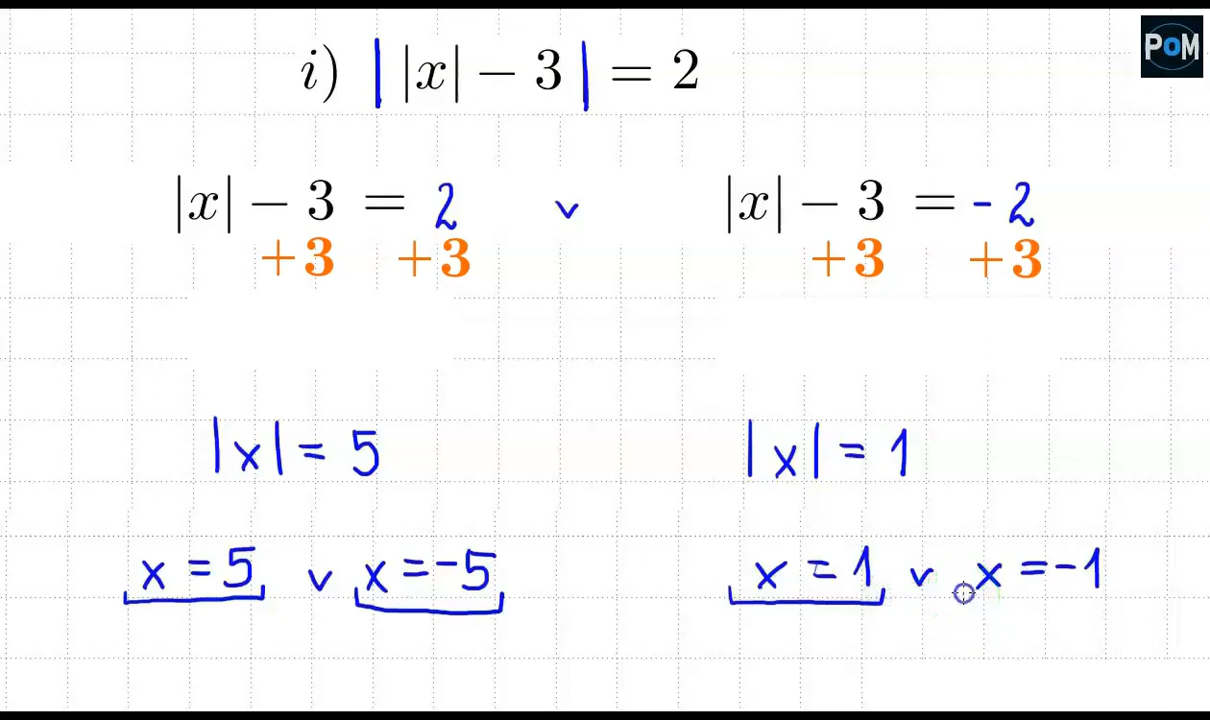 PoM
i) | |x| − 3 | = 2
|x| − 3 = 2 v |x| − 3 = - 2
+3 +3 +3 +3
|x| = 5 |x| = 1
x = 5 v x = -5 x = 1 v x = -1